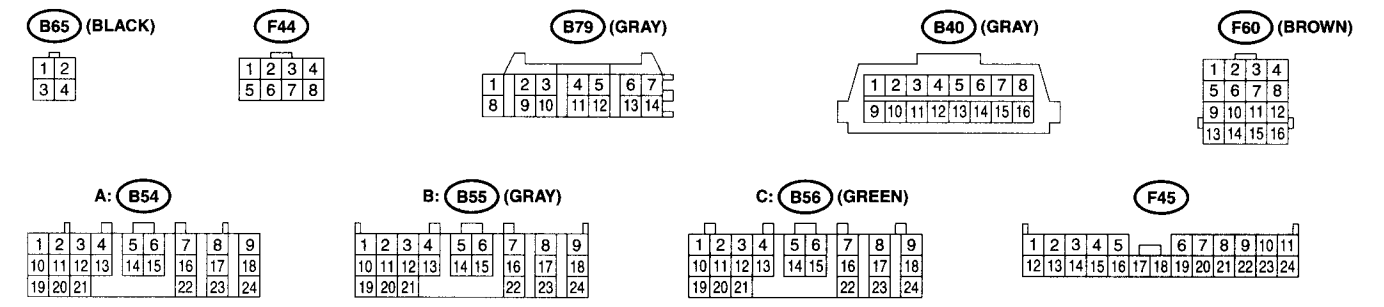 B65 (BLACK) F44 B79 (GRAY) B40 (GRAY) F60 (BROWN)
1 2 1 2 3 4 1 2 3 4 5 6 7 1 2 3 4 5 6 7 8 1 2 3 4
3 4 5 6 7 8 8 9 10 11 12 13 14 9 10 11 12 13 14 15 16 5 6 7 8
9 10 11 12
13 14 15 16
A: B54 B: B55 (GRAY) C: B56 (GREEN) F45
1 2 3 4 5 6 7 8 9 1 2 3 4 5 6 7 8 9 1 2 3 4 5 6 7 8 9 1 2 3 4 5 6 7 8 9 10 11
10 11 12 13 14 15 16 17 18 10 11 12 13 14 15 16 17 18 10 11 12 13 14 15 16 17 18 12 13 14 15 16 17 18 19 20 21 22 23 24
19 20 21 22 23 24 19 20 21 22 23 24 19 20 21 22 23 24